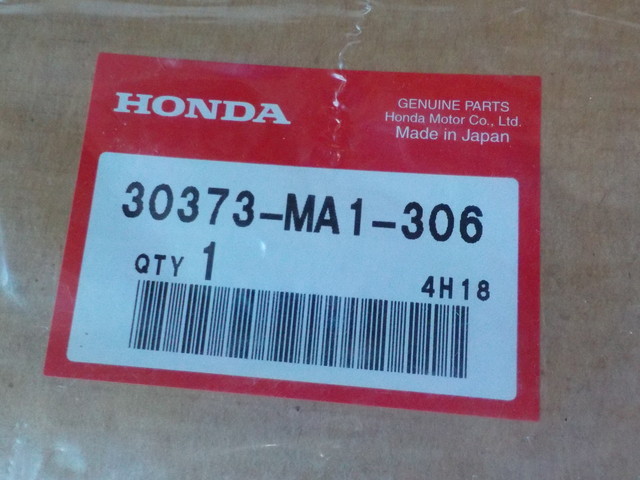 HONDA
GENUINE PARTS
Honda Motor Co., Ltd.
Made in Japan
30373-MA1-306
QTY 1
4H18